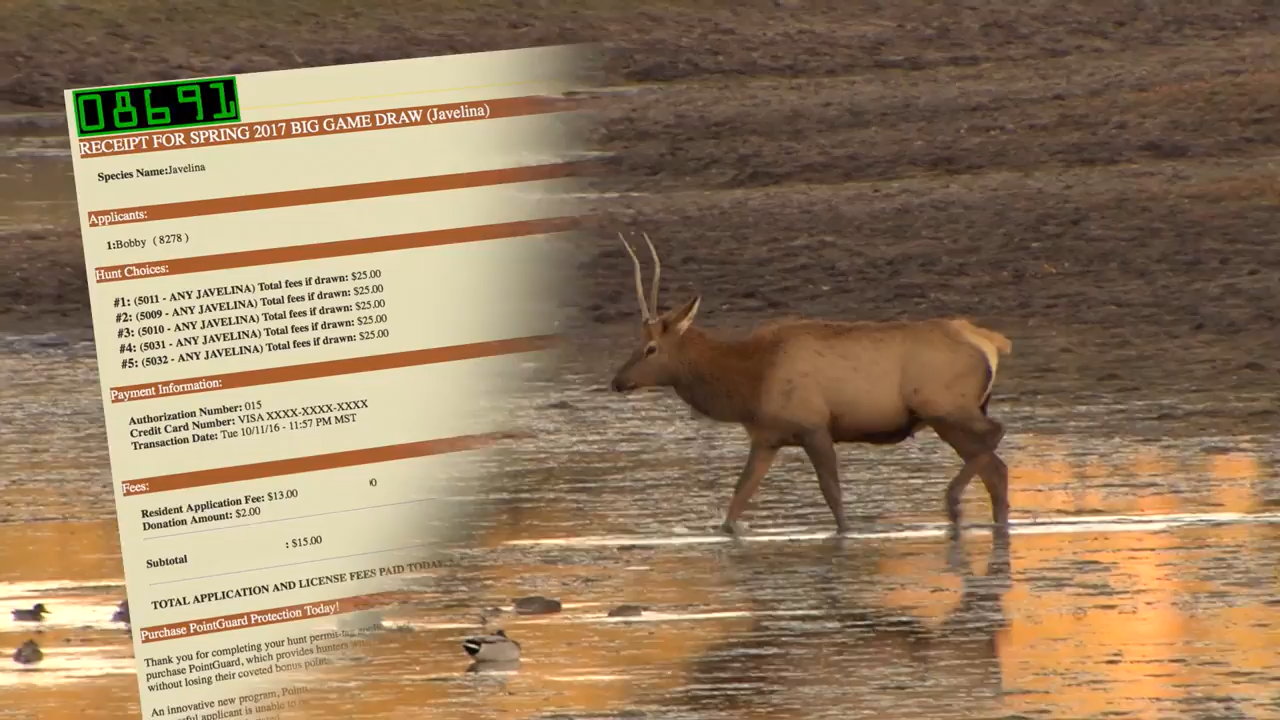 08691
RECEIPT FOR SPRING 2017 BIG GAME DRAW (Javelina)
Species Name:Javelina
Applicants:
1:Bobby ( 8278 )
Hunt Choices:
#1: (5011 - ANY JAVELINA) Total fees if drawn: $25.00
#2: (5009 - ANY JAVELINA) Total fees if drawn: $25.00
#3: (5010 - ANY JAVELINA) Total fees if drawn: $25.00
#4: (5031 - ANY JAVELINA) Total fees if drawn: $25.00
#5: (5032 - ANY JAVELINA) Total fees if drawn: $25.00
Payment Information:
Authorization Number: 015
Credit Card Number: VISA XXXX-XXXX-XXXX
Transaction Date: Tue 10/11/16 - 11:57 PM MST
Fees:
Resident Application Fee: $13.00
Donation Amount: $2.00
Subtotal : $15.00
TOTAL APPLICATION AND LICENSE FEES PAID TODAY
Purchase PointGuard Protection Today!
Thank you for completing your hunt permit-tag
purchase PointGuard, which provides hunters
without losing their coveted bonus
An innovative new program,
applicant is unable to